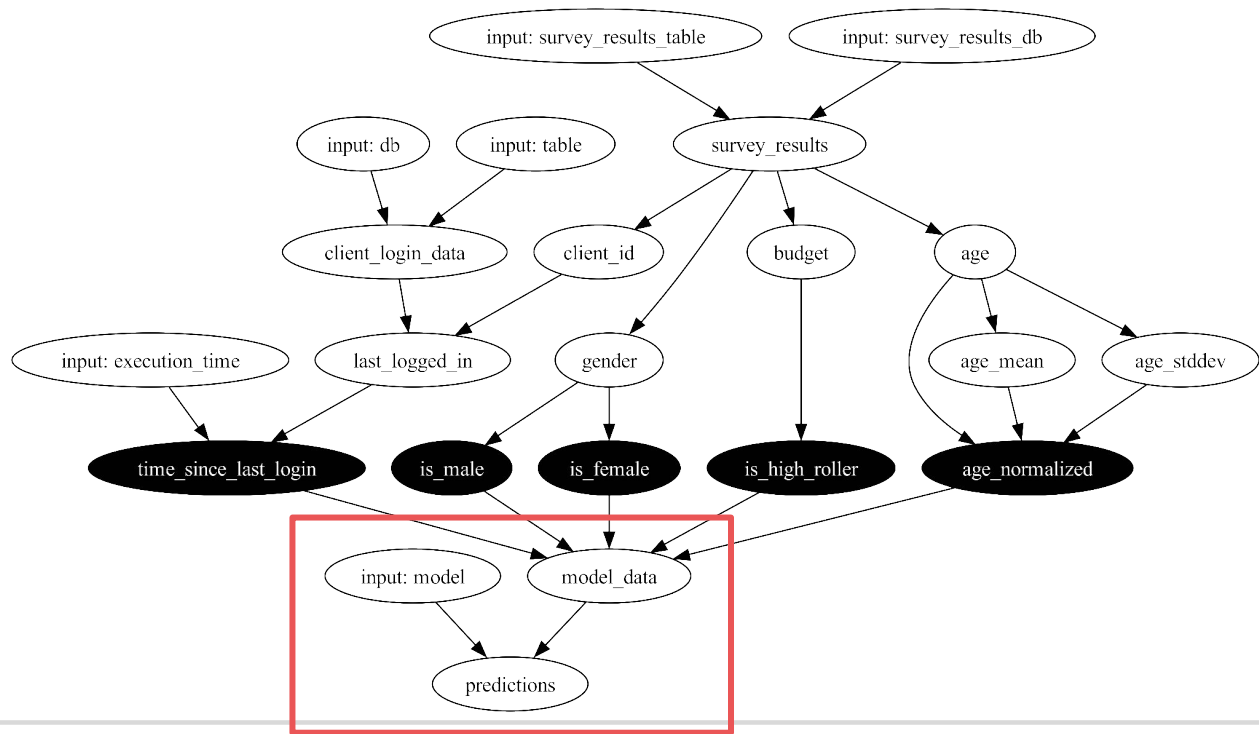 input: survey_results_table
input: survey_results_db
input: db
input: table
survey_results
client_login_data
client_id
budget
age
input: execution_time
last_logged_in
gender
age_mean
age_stddev
time_since_last_login
is_male
is_female
is_high_roller
age_normalized
input: model
model_data
predictions